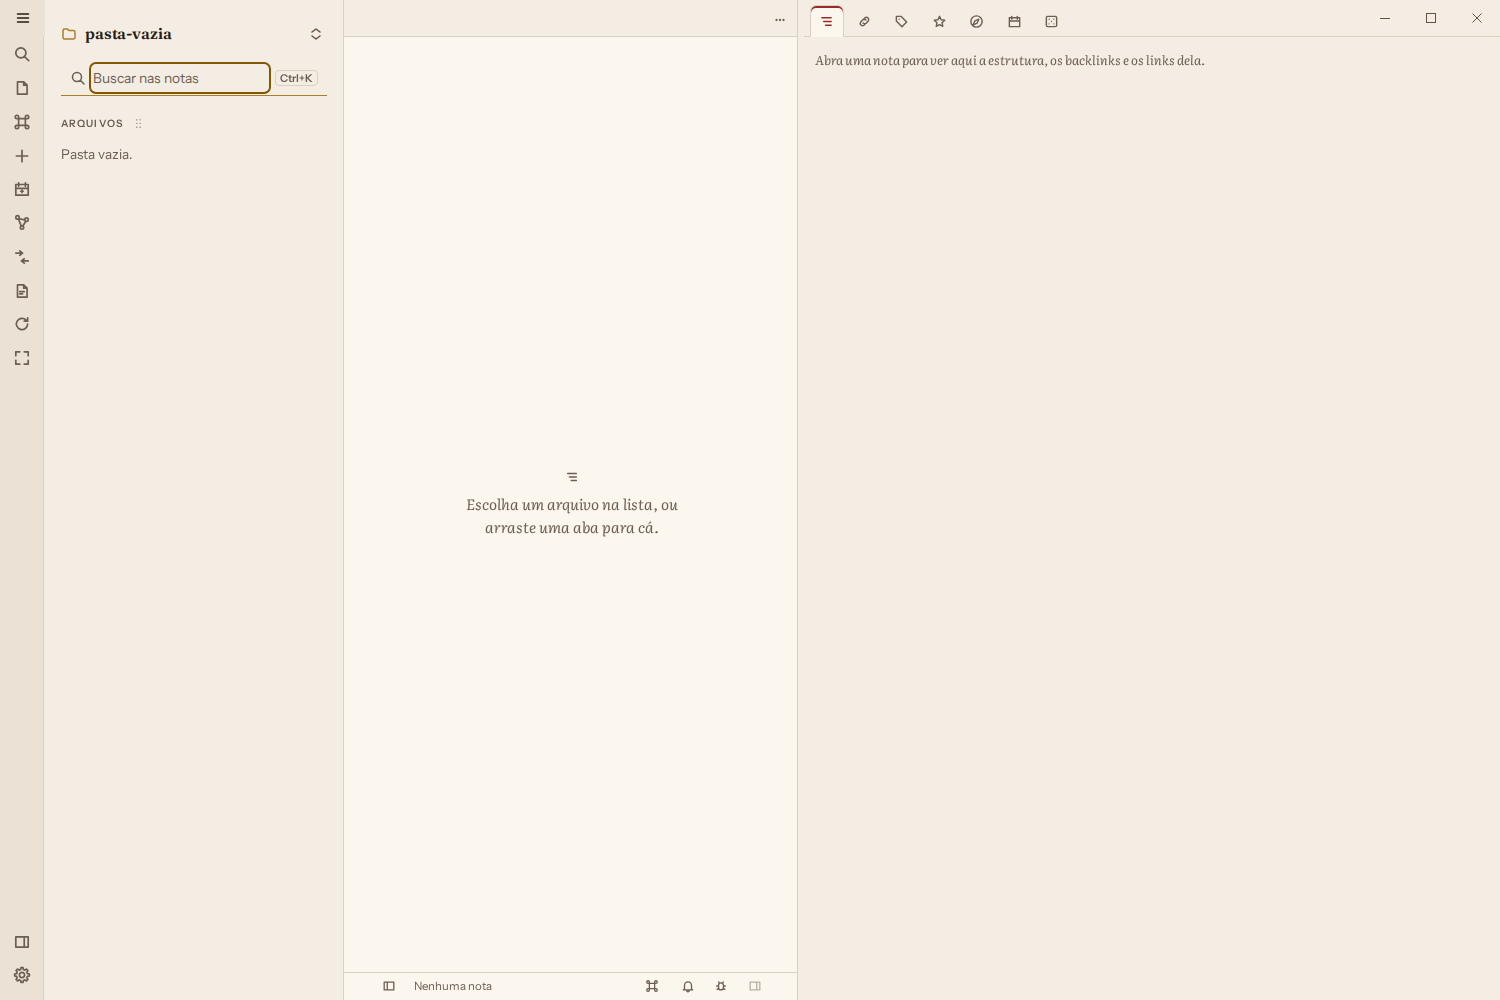 pasta-vazia
Buscar nas notas Ctrl+K
ARQUIVOS
Pasta vazia.
Escolha um arquivo na lista, ou
arraste uma aba para cá.
Nenhuma nota
Abra uma nota para ver aqui a estrutura, os backlinks e os links dela.